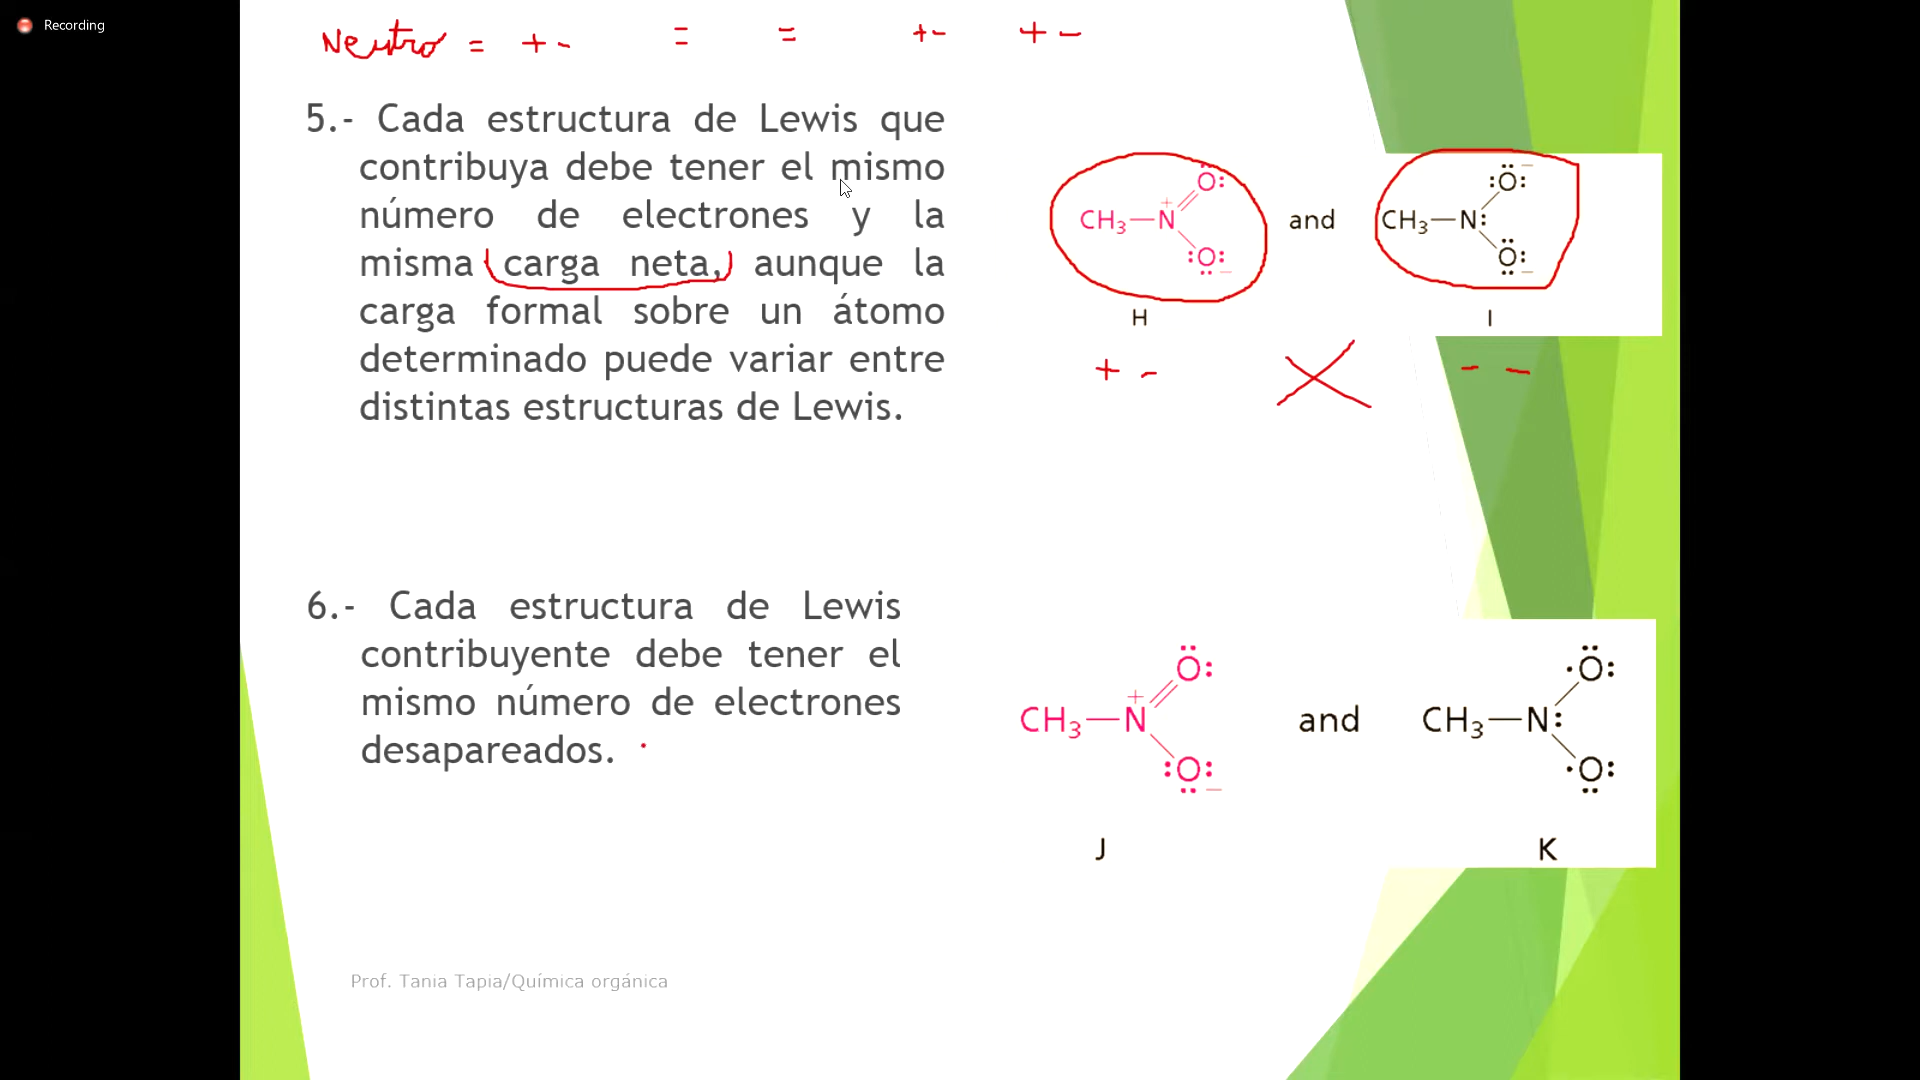 Recording
Neutro = + - = = + - + -
5.- Cada estructura de Lewis que
contribuya debe tener el mismo
número de electrones y la
misma carga neta, aunque la
carga formal sobre un átomo
determinado puede variar entre
distintas estructuras de Lewis.
CH₃—N⁺ Ö: :Ö:⁻ and CH₃—N: :Ö:⁻ :Ö:⁻
H I
+ - X - -
6.- Cada estructura de Lewis
contribuyente debe tener el
mismo número de electrones
desapareados.
CH₃—N⁺ Ö: :Ö:⁻ and CH₃—N: ·Ö: ·Ö:
J K
Prof. Tania Tapia/Química orgánica